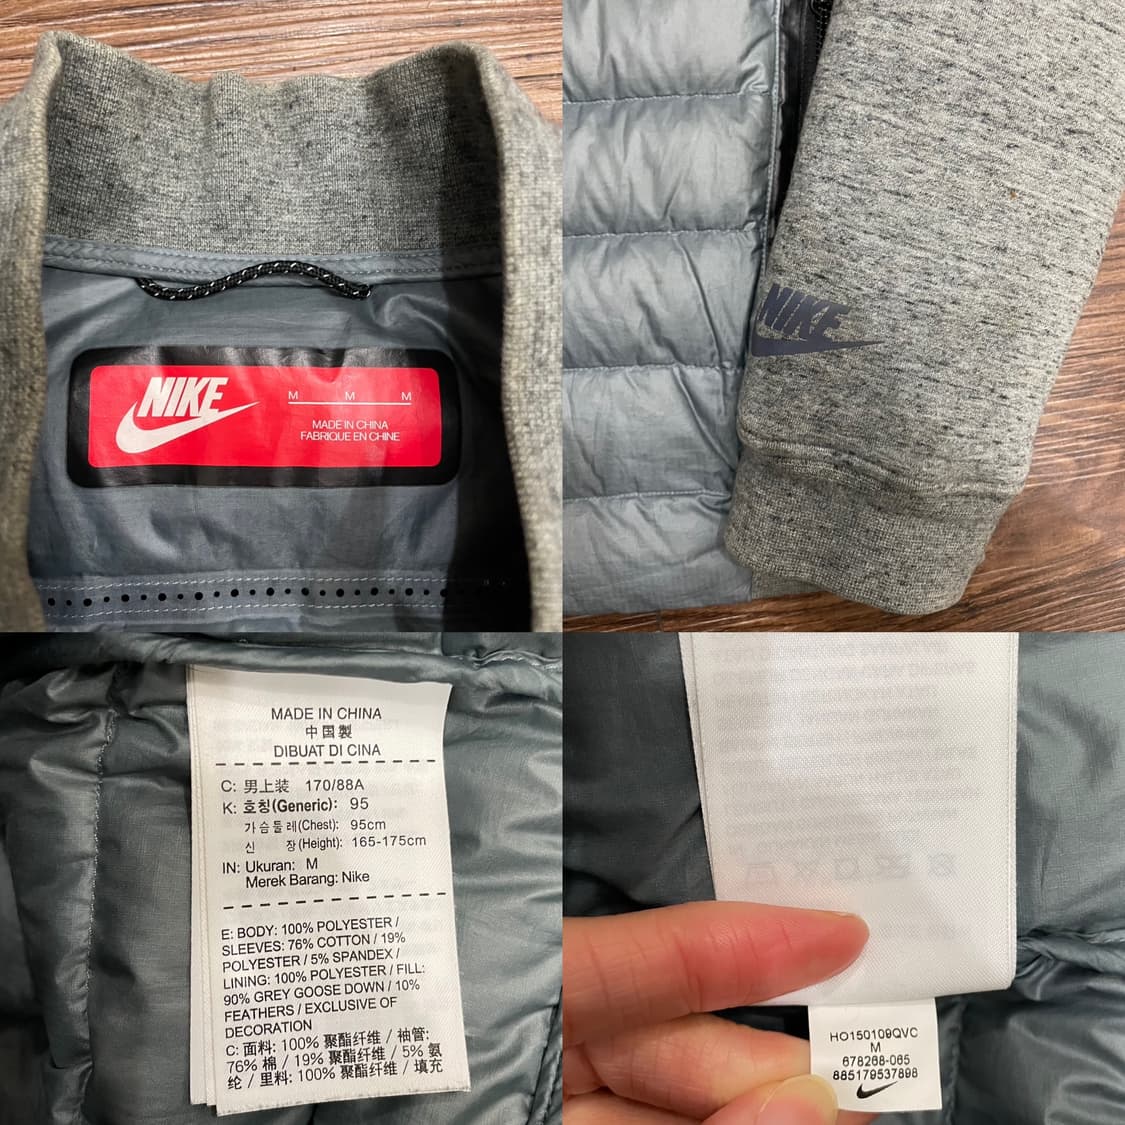 NIKE
M M M
MADE IN CHINA
FABRIQUE EN CHINE
NIKE
MADE IN CHINA
中国製
DIBUAT DI CINA
C: 男上装 170/88A
K: 호칭(Generic): 95
가슴둘레(Chest): 95cm
신 장(Height): 165-175cm
IN: Ukuran: M
Merek Barang: Nike
E: BODY: 100% POLYESTER /
SLEEVES: 76% COTTON / 19%
POLYESTER / 5% SPANDEX /
LINING: 100% POLYESTER / FILL:
90% GREY GOOSE DOWN / 10%
FEATHERS / EXCLUSIVE OF
DECORATION
C: 面料: 100% 聚酯纤维 / 袖管:
76% 棉 / 19% 聚酯纤维 / 5% 氨
纶 / 里料: 100% 聚酯纤维 / 填充
HO150109QVC
M
678268-065
885179537898